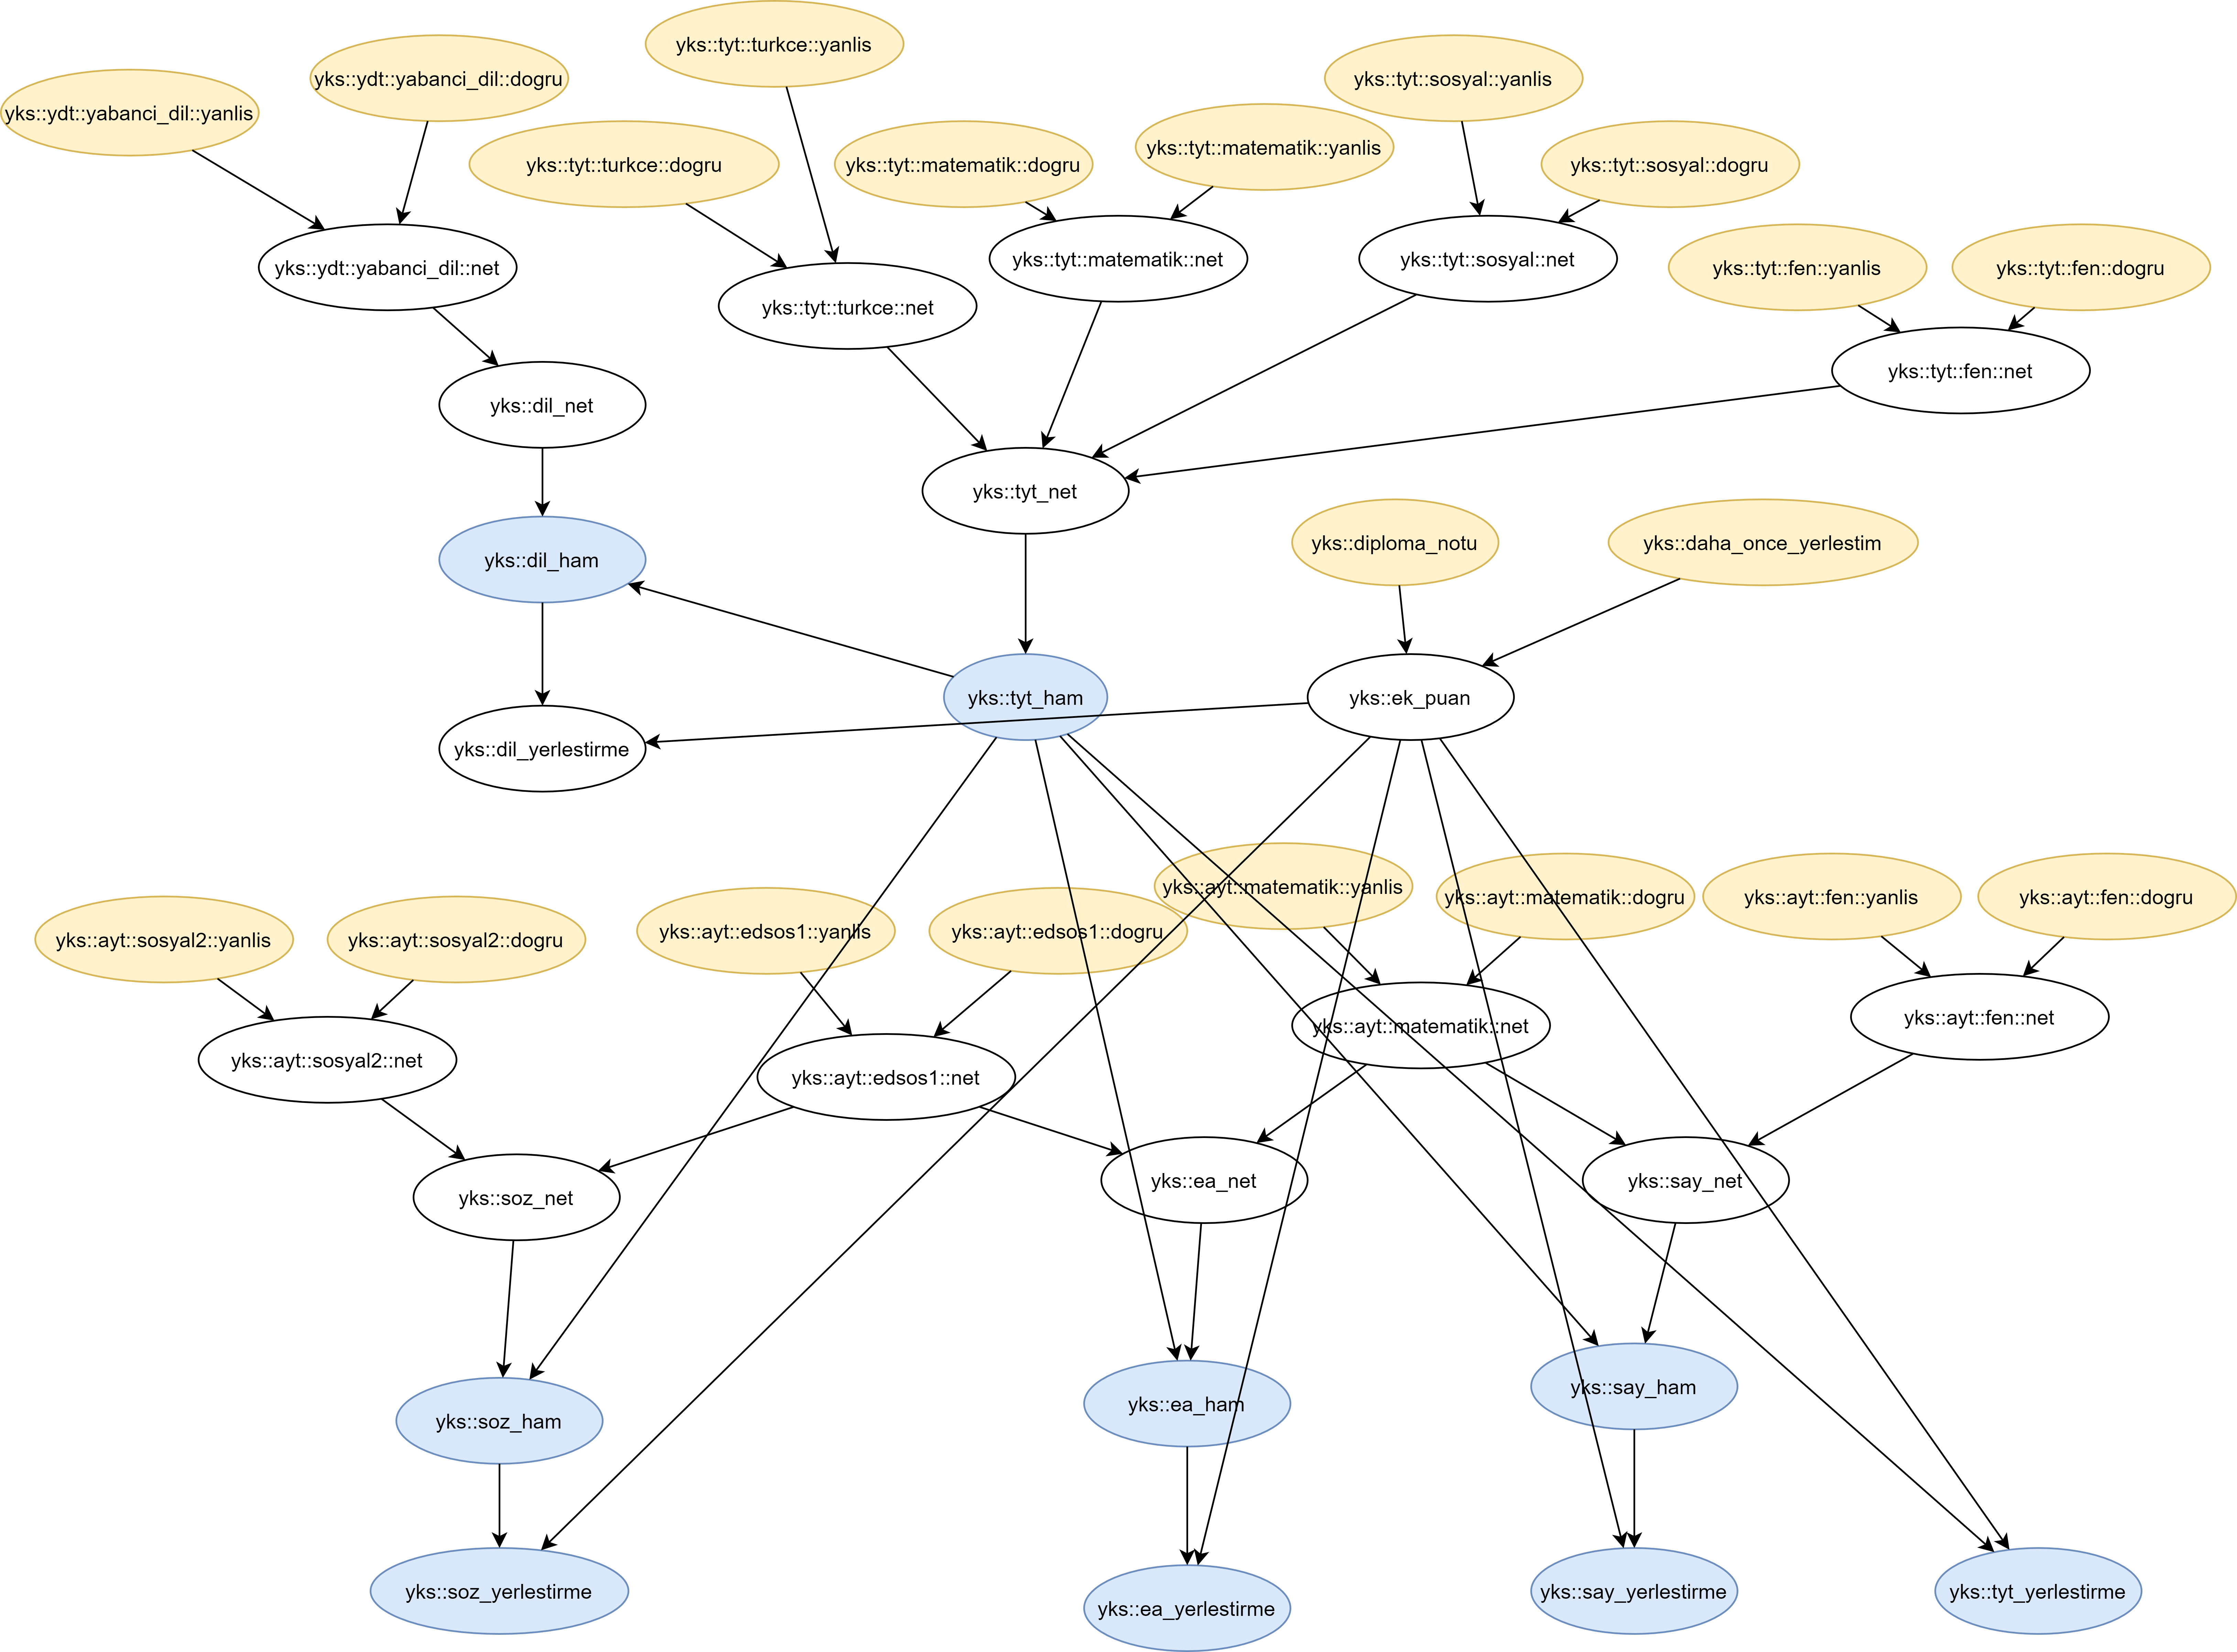 yks::tyt::turkce::yanlis
yks::ydt::yabanci_dil::dogru
yks::tyt::sosyal::yanlis
yks::ydt::yabanci_dil::yanlis
yks::tyt::matematik::yanlis
yks::tyt::turkce::dogru
yks::tyt::matematik::dogru
yks::tyt::sosyal::dogru
yks::tyt::matematik::net
yks::tyt::sosyal::net
yks::ydt::yabanci_dil::net
yks::tyt::fen::yanlis
yks::tyt::fen::dogru
yks::tyt::turkce::net
yks::tyt::fen::net
yks::dil_net
yks::tyt_net
yks::diploma_notu
yks::daha_once_yerlestim
yks::dil_ham
yks::tyt_ham
yks::ek_puan
yks::dil_yerlestirme
yks::ayt::matematik::yanlis
yks::ayt::matematik::dogru
yks::ayt::fen::yanlis
yks::ayt::fen::dogru
yks::ayt::edsos1::yanlis
yks::ayt::edsos1::dogru
yks::ayt::sosyal2::yanlis
yks::ayt::sosyal2::dogru
yks::ayt::fen::net
yks::ayt::matematik::net
yks::ayt::sosyal2::net
yks::ayt::edsos1::net
yks::ea_net
yks::say_net
yks::soz_net
yks::say_ham
yks::ea_ham
yks::soz_ham
yks::soz_yerlestirme
yks::say_yerlestirme
yks::tyt_yerlestirme
yks::ea_yerlestirme